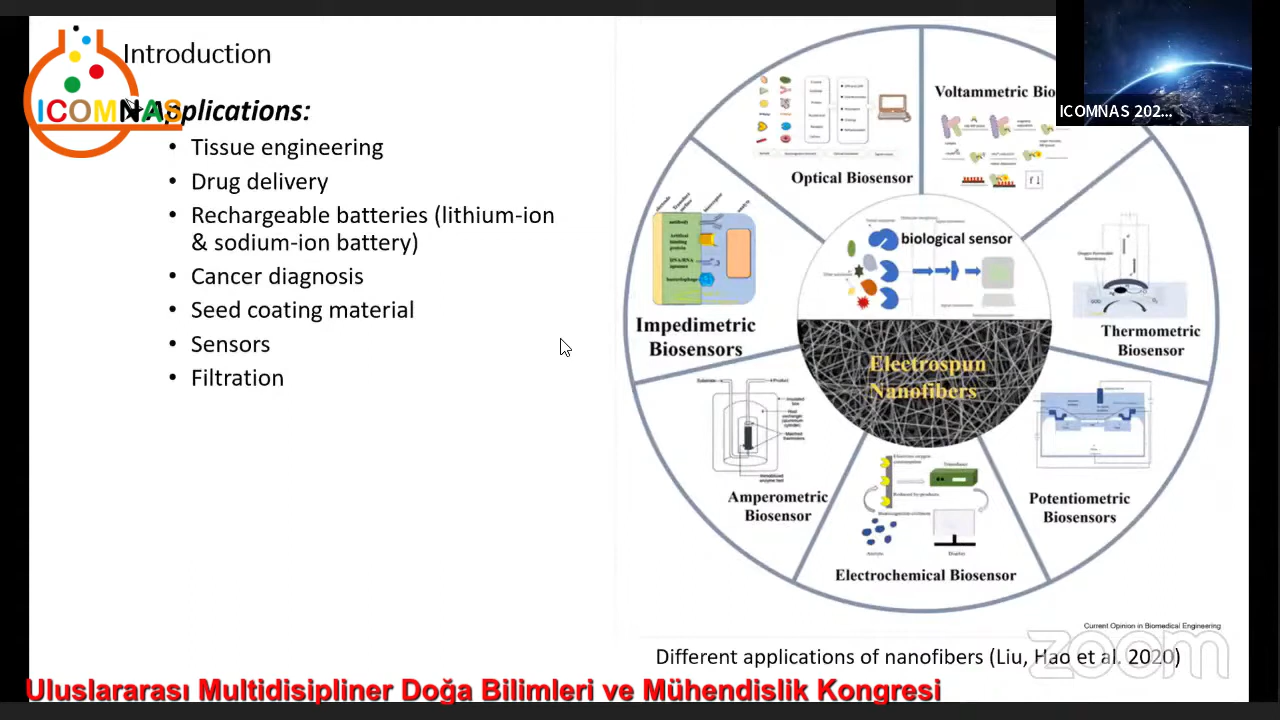 Introduction
ICOMNAS
Applications:
• Tissue engineering
• Drug delivery
• Rechargeable batteries (lithium-ion
& sodium-ion battery)
• Cancer diagnosis
• Seed coating material
• Sensors
• Filtration
Optical Biosensor
Voltammetric Bio
ICOMNAS 202...
Impedimetric
Biosensors
biological sensor
Electrospun
Nanofibers
Thermometric
Biosensor
Amperometric
Biosensor
Potentiometric
Biosensors
Electrochemical Biosensor
Current Opinion in Biomedical Engineering
zoom
Different applications of nanofibers (Liu, Hao et al. 2020)
Uluslararası Multidisipliner Doğa Bilimleri ve Mühendislik Kongresi